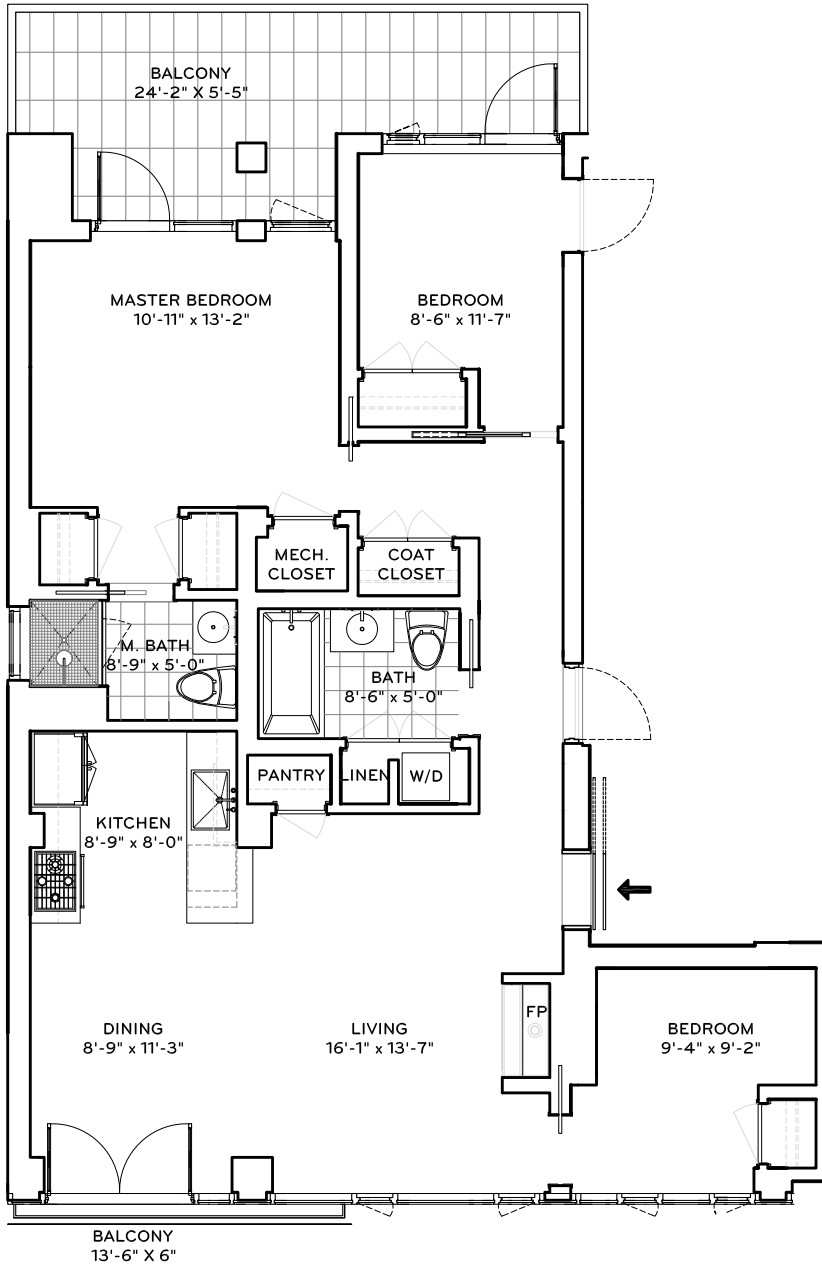 BALCONY
24'-2" X 5'-5"
MASTER BEDROOM
10'-11" x 13'-2"
BEDROOM
8'-6" x 11'-7"
MECH.
CLOSET
COAT
CLOSET
M. BATH
8'-9" x 5'-0"
BATH
8'-6" x 5'-0"
PANTRY
LINEN
W/D
KITCHEN
8'-9" x 8'-0"
FP
DINING
8'-9" x 11'-3"
LIVING
16'-1" x 13'-7"
BEDROOM
9'-4" x 9'-2"
BALCONY
13'-6" X 6"